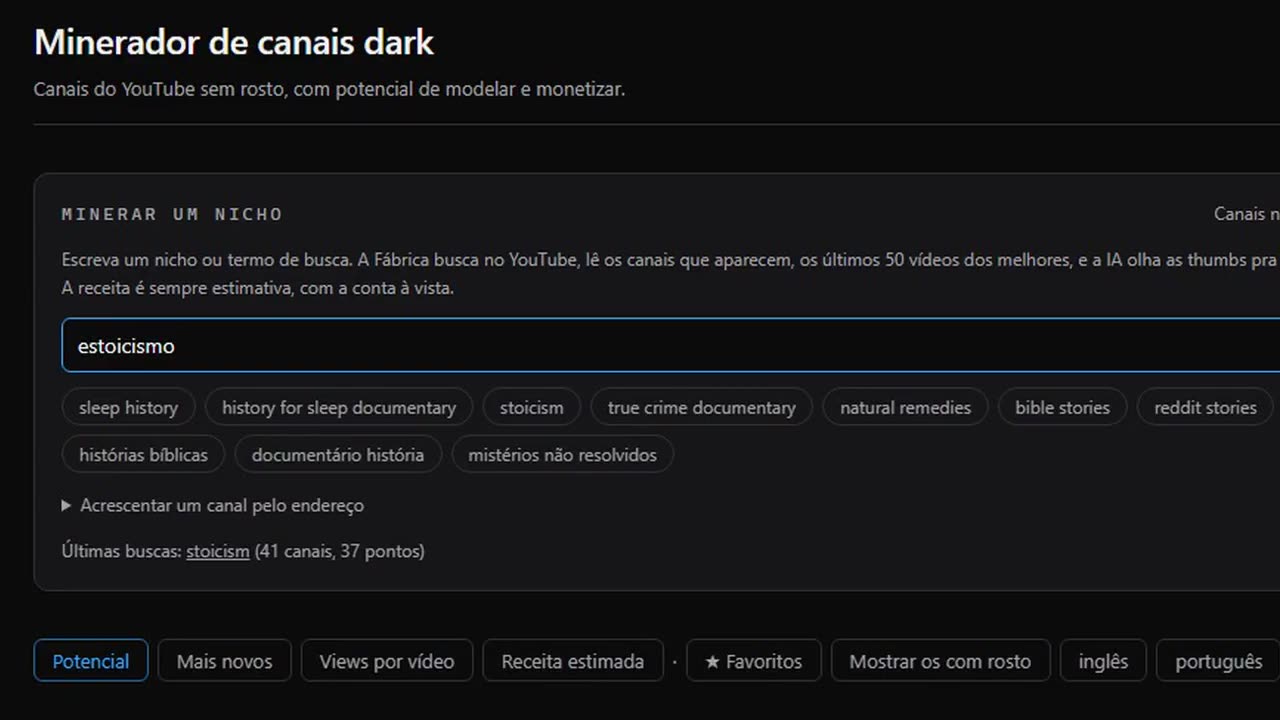 Minerador de canais dark
Canais do YouTube sem rosto, com potencial de modelar e monetizar.
MINERAR UM NICHO
Canais n
Escreva um nicho ou termo de busca. A Fábrica busca no YouTube, lê os canais que aparecem, os últimos 50 vídeos dos melhores, e a IA olha as thumbs pra
A receita é sempre estimativa, com a conta à vista.
estoicismo
sleep history history for sleep documentary stoicism true crime documentary natural remedies bible stories reddit stories
histórias bíblicas documentário história mistérios não resolvidos
▶ Acrescentar um canal pelo endereço
Últimas buscas: stoicism (41 canais, 37 pontos)
Potencial Mais novos Views por vídeo Receita estimada · ★ Favoritos Mostrar os com rosto inglês português